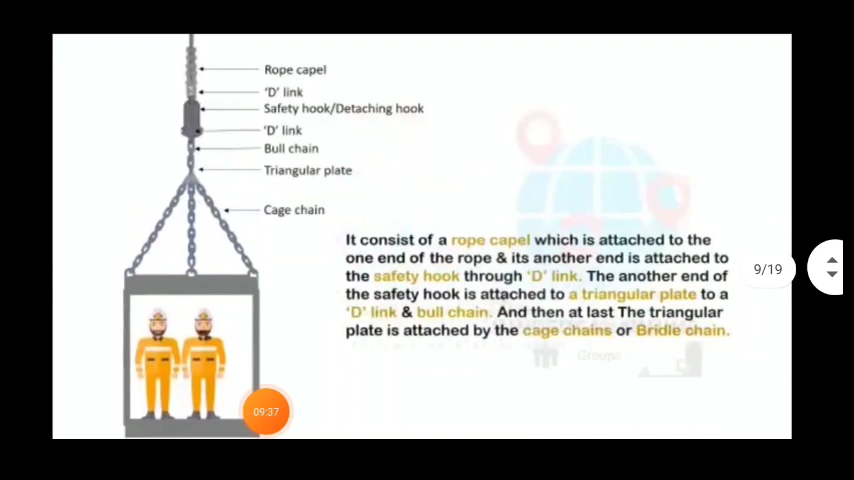 Rope capel
'D' link
Safety hook/Detaching hook
'D' link
Bull chain
Triangular plate
Cage chain
It consist of a rope capel which is attached to the
one end of the rope & its another end is attached to
the safety hook through 'D' link. The another end of
the safety hook is attached to a triangular plate to a
'D' link & bull chain. And then at last The triangular
plate is attached by the cage chains or Bridle chain.
Groups
9/19
09:37